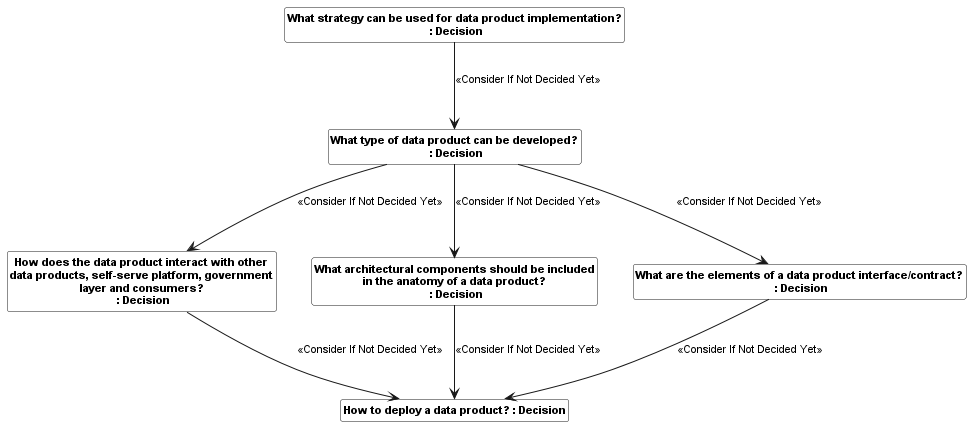 What strategy can be used for data product implementation?
: Decision
«Consider If Not Decided Yet»
What type of data product can be developed?
: Decision
«Consider If Not Decided Yet»
«Consider If Not Decided Yet»
«Consider If Not Decided Yet»
How does the data product interact with other
data products, self-serve platform, government
layer and consumers?
: Decision
What architectural components should be included
in the anatomy of a data product?
: Decision
What are the elements of a data product interface/contract?
: Decision
«Consider If Not Decided Yet»
«Consider If Not Decided Yet»
«Consider If Not Decided Yet»
How to deploy a data product? : Decision